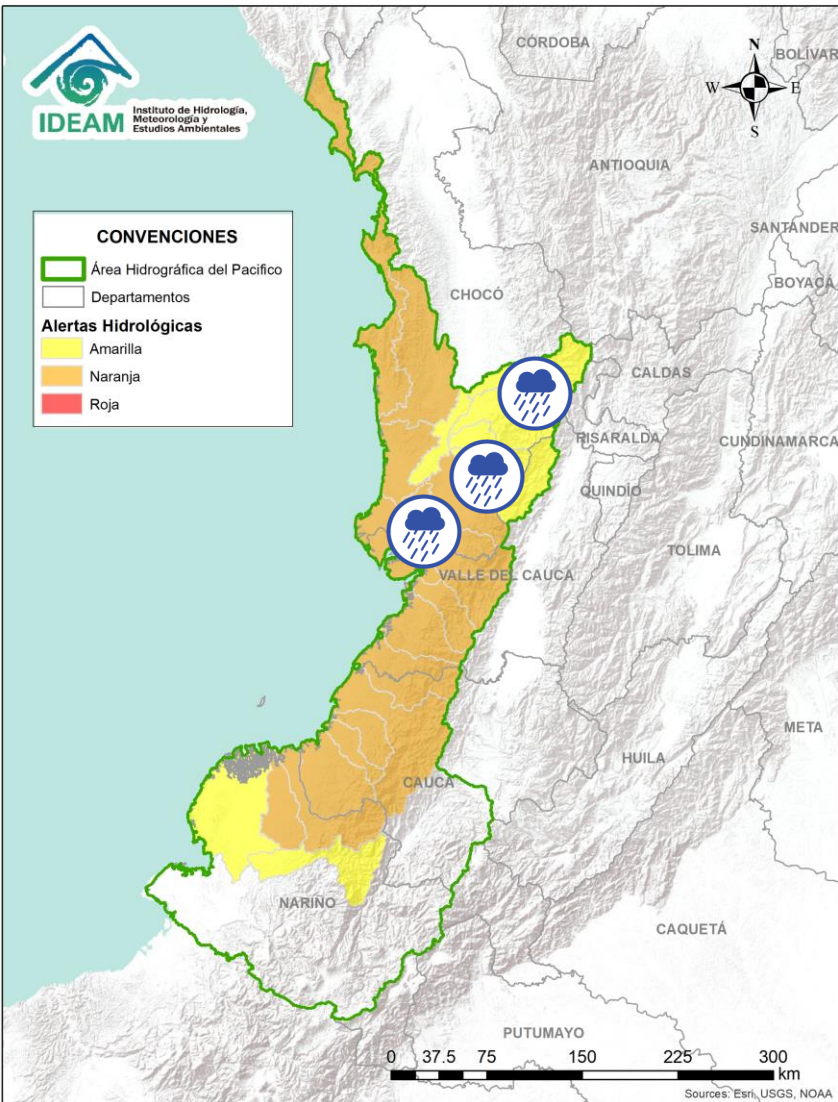 IDEAM
Instituto de Hidrología,
Meteorología y
Estudios Ambientales
CONVENCIONES
Área Hidrográfica del Pacifico
Departamentos
Alertas Hidrológicas
Amarilla
Naranja
Roja
N
W
E
S
CÓRDOBA
BOLÍVAR
ANTIOQUIA
SANTANDER
BOYACÁ
CHOCÓ
CALDAS
RISARALDA
CUNDINAMARCA
QUINDÍO
TOLIMA
VALLE DEL CAUCA
META
HUILA
CAUCA
NARIÑO
CAQUETÁ
PUTUMAYO
0 37.5 75 150 225 300
km
Sources: Esri, USGS, NOAA